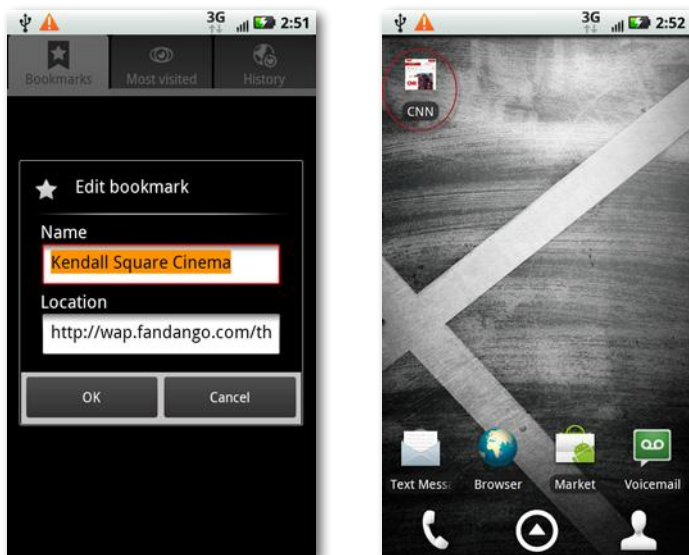 3G 2:51
Bookmarks Most visited History
Edit bookmark
Name
Kendall Square Cinema
Location
http://wap.fandango.com/th
OK Cancel
3G 2:52
CNN
Text Mess
Browser
Market
Voicemail